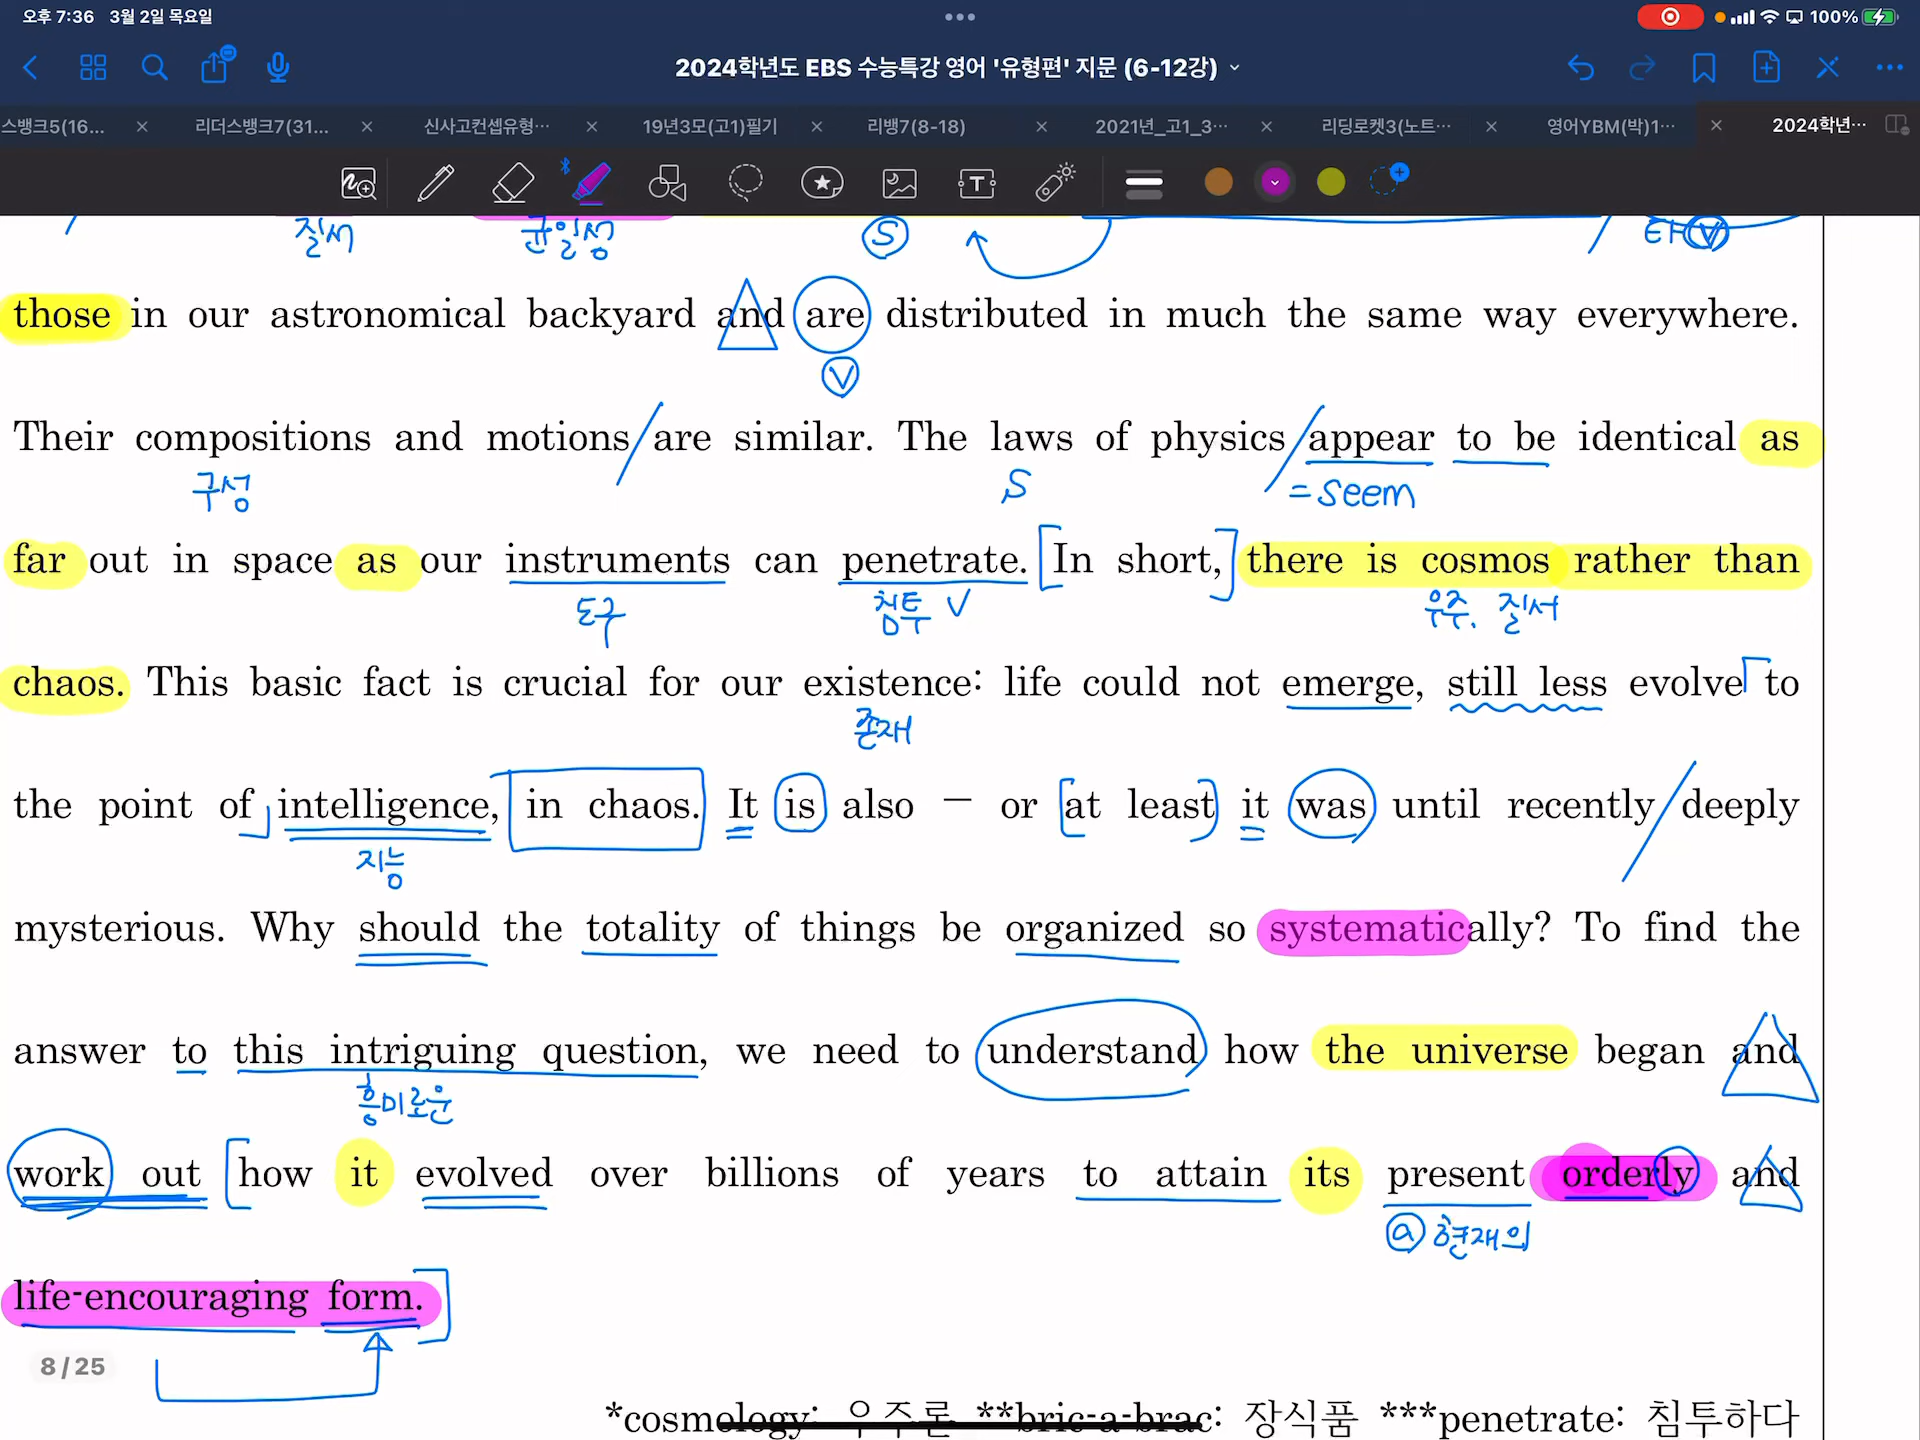 오후 7:36 3월 2일 목요일 100%
2024학년도 EBS 수능특강 영어 '유형편' 지문 (6-12강)
스뱅크5(16... 리더스뱅크7(31... 신사고컨셉유형... 19년3모(고1)필기 리뱅7(8-18) 2021년_고1_3... 리딩로켓3(노트... 영어YBM(박)1... 2024학년...
질서 균일성 S V
those in our astronomical backyard and are distributed in much the same way everywhere.
V
Their compositions and motions are similar. The laws of physics appear to be identical as
구성 S =seem
far out in space as our instruments can penetrate. In short, there is cosmos rather than
도구 침투 V 우주. 질서
chaos. This basic fact is crucial for our existence: life could not emerge, still less evolve to
존재
the point of intelligence, in chaos. It is also - or at least it was until recently deeply
지능
mysterious. Why should the totality of things be organized so systematically? To find the
answer to this intriguing question, we need to understand how the universe began and
흥미로운
work out how it evolved over billions of years to attain its present orderly and
a 현재의
life-encouraging form.
8 / 25
*cosmology: 우주론 **bric-a-brac: 장식품 ***penetrate: 침투하다